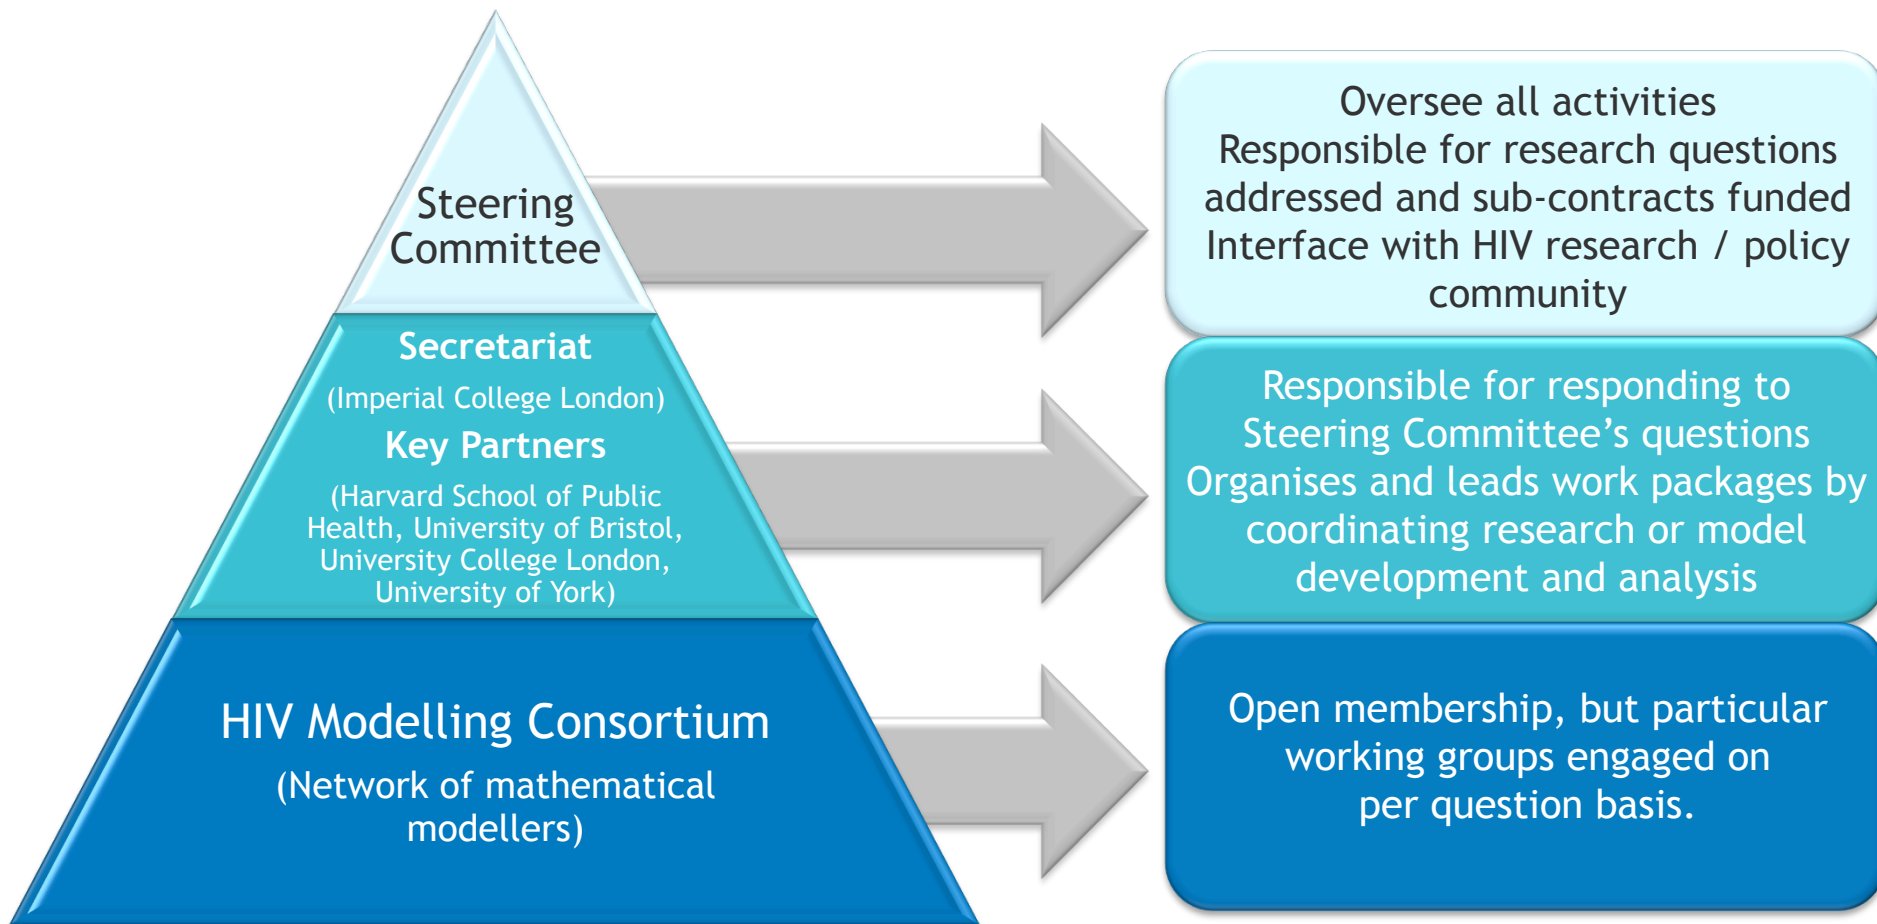 Steering
Committee
Oversee all activities
Responsible for research questions
addressed and sub-contracts funded
Interface with HIV research / policy
community
Secretariat
(Imperial College London)
Key Partners
(Harvard School of Public
Health, University of Bristol,
University College London,
University of York)
Responsible for responding to
Steering Committee’s questions
Organises and leads work packages by
coordinating research or model
development and analysis
HIV Modelling Consortium
(Network of mathematical
modellers)
Open membership, but particular
working groups engaged on
per question basis.